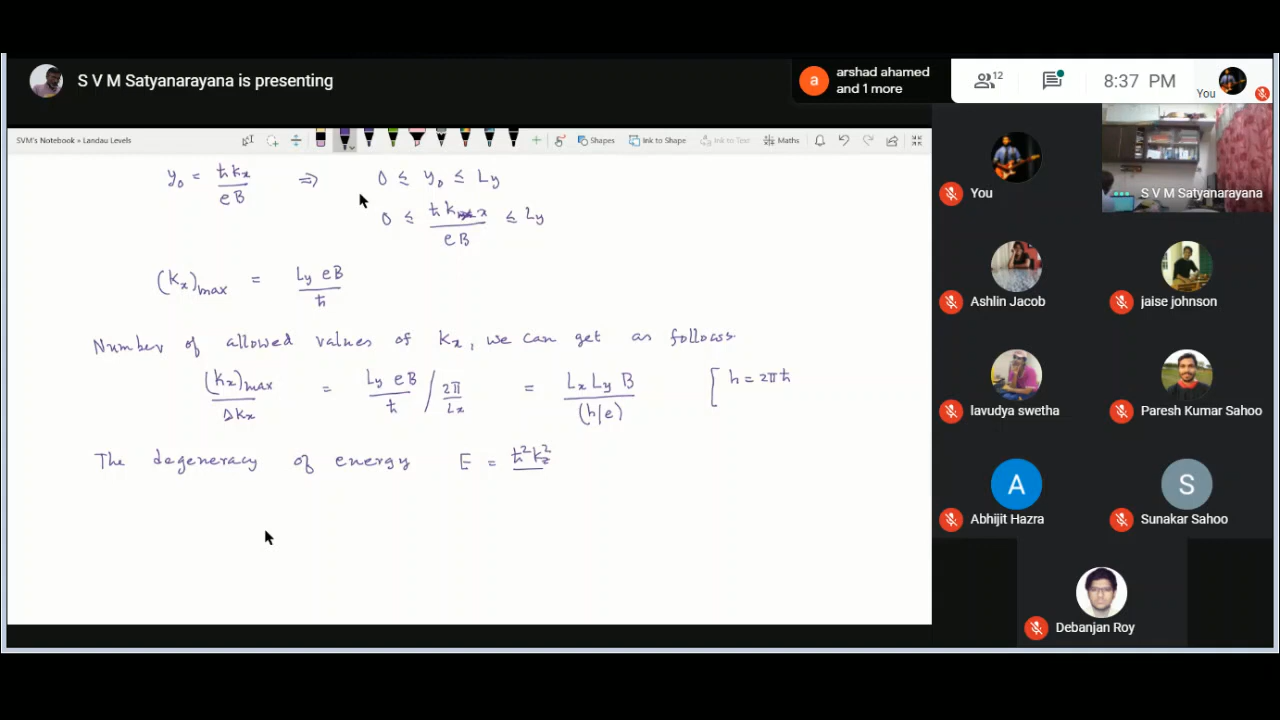 S V M Satyanarayana is presenting
arshad ahamed
and 1 more
12
8:37 PM
You
SVM's Notebook » Landau Levels
Shapes
Ink to Shape
Ink to Text
Maths
y₀ = ħkₓ / eB ⇒ 0 ≤ y₀ ≤ Ly
0 ≤ ħkₓ / eB ≤ Ly
(kₓ)max = Ly eB / ħ
Number of allowed values of kₓ, we can get as follows
(kₓ)max / Δkₓ = Ly eB / ħ / 2π / Lₓ = Lₓ Ly B / (h/e) [ h = 2πħ
The degeneracy of energy E = ħ²k_z²
You
S V M Satyanarayana
Ashlin Jacob
jaise johnson
lavudya swetha
Paresh Kumar Sahoo
A
S
Abhijit Hazra
Sunakar Sahoo
Debanjan Roy
a